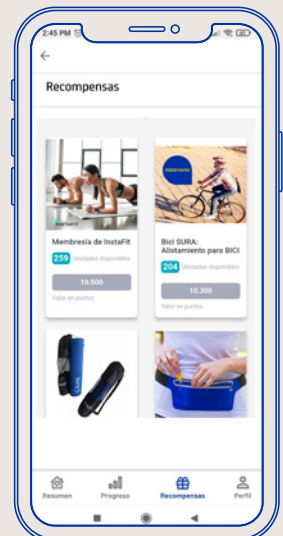 2:45 PM
Recompensas
Alistamiento
Membresía de InstaFit
259 Unidades disponibles
10.500
Valor en puntos
Bici SURA:
Alistamiento para BICI
204 Unidades disponibles
10.300
Valor en puntos
Resumen
Progreso
Recompensas
Perfil